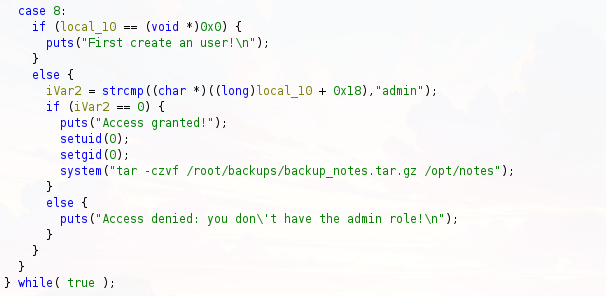 case 8:
if (local_10 == (void *)0x0) {
puts("First create an user!\n");
}
else {
iVar2 = strcmp((char *)((long)local_10 + 0x18),"admin");
if (iVar2 == 0) {
puts("Access granted!");
setuid(0);
setgid(0);
system("tar -czvf /root/backups/backup_notes.tar.gz /opt/notes");
}
else {
puts("Access denied: you don\'t have the admin role!\n");
}
}
}
} while( true );